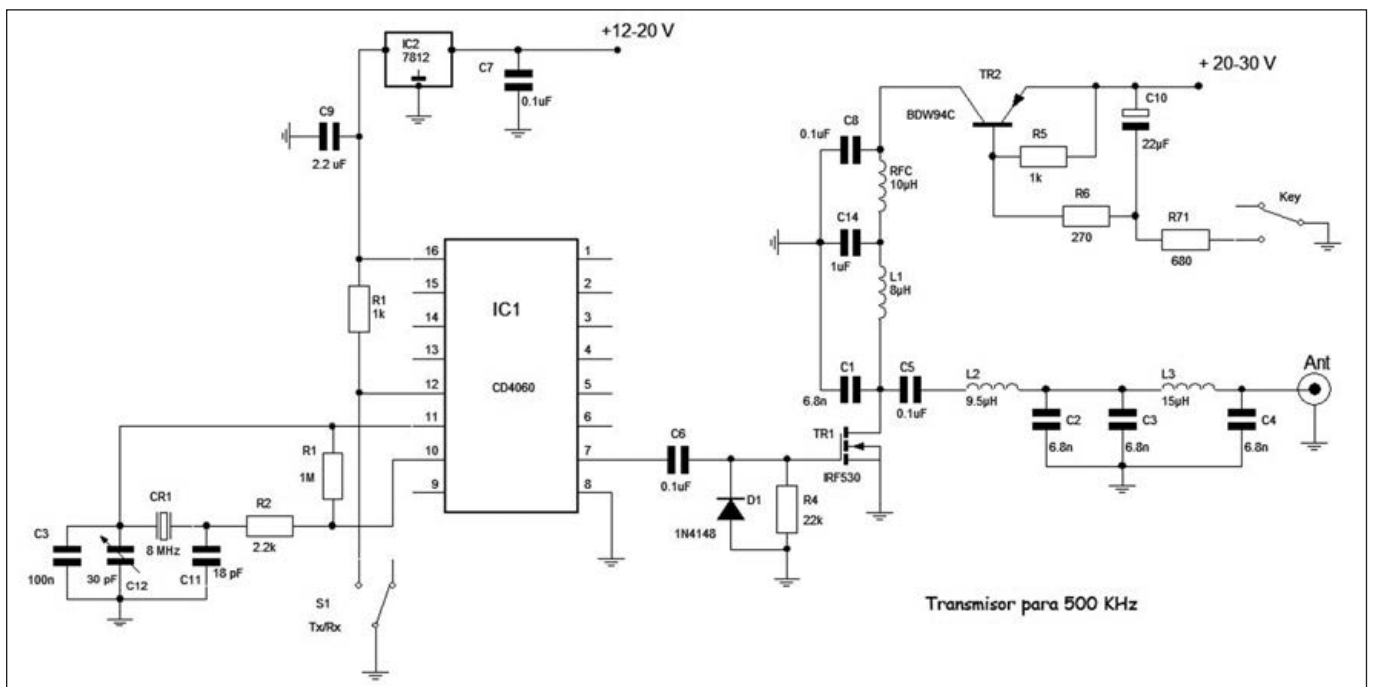 +12-20 V
IC2
7812
C7
0.1uF
C9
2.2 uF
+ 20-30 V
TR2
BDW94C
C10
22µF
R5
1k
R6
270
R71
680
Key
C8
0.1uF
RFC
10µH
C14
1uF
L1
8µH
16
15
14
13
12
11
10
9
IC1
CD4060
1
2
3
4
5
6
7
8
R1
1k
R1
1M
CR1
8 MHz
R2
2.2k
C3
100n
30 pF
C12
C11
18 pF
S1
Tx/Rx
C6
0.1uF
D1
1N4148
R4
22k
TR1
IRF530
C1
6.8n
C5
0.1uF
L2
9.5µH
L3
15µH
C2
6.8n
C3
6.8n
C4
6.8n
Ant
Transmisor para 500 KHz